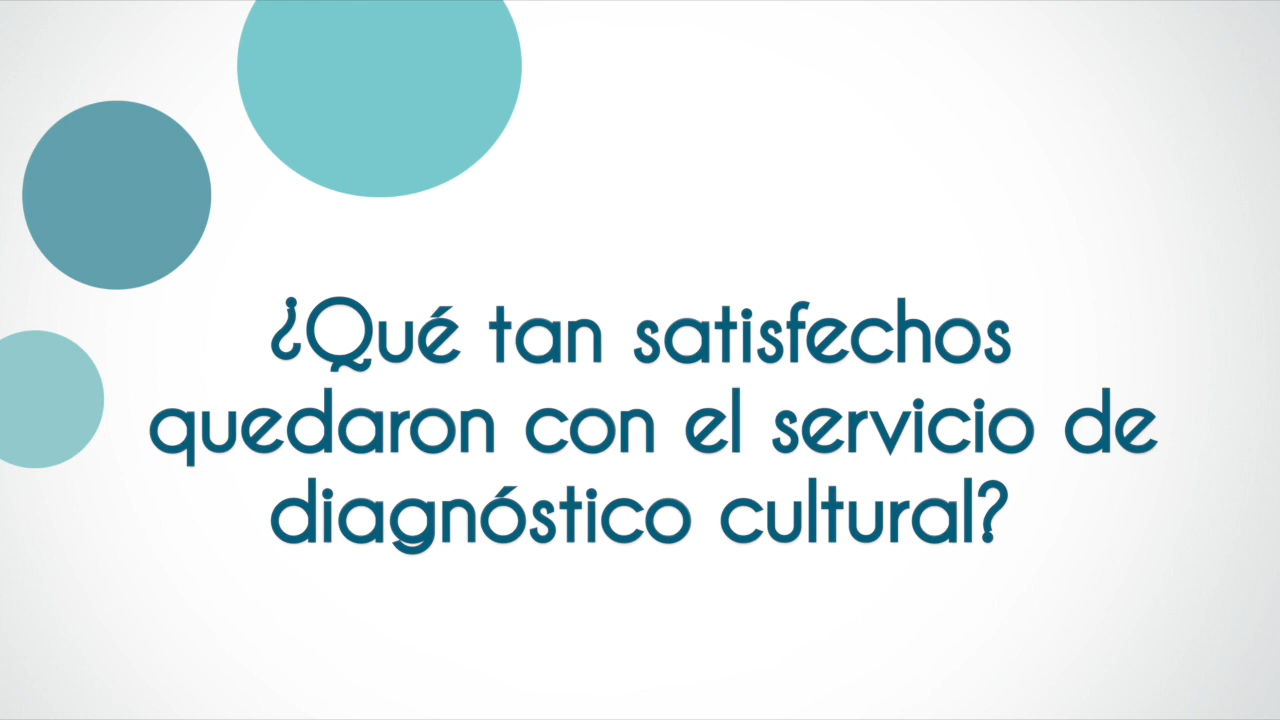 ¿Qué tan satisfechos
quedaron con el servicio de
diagnóstico cultural?